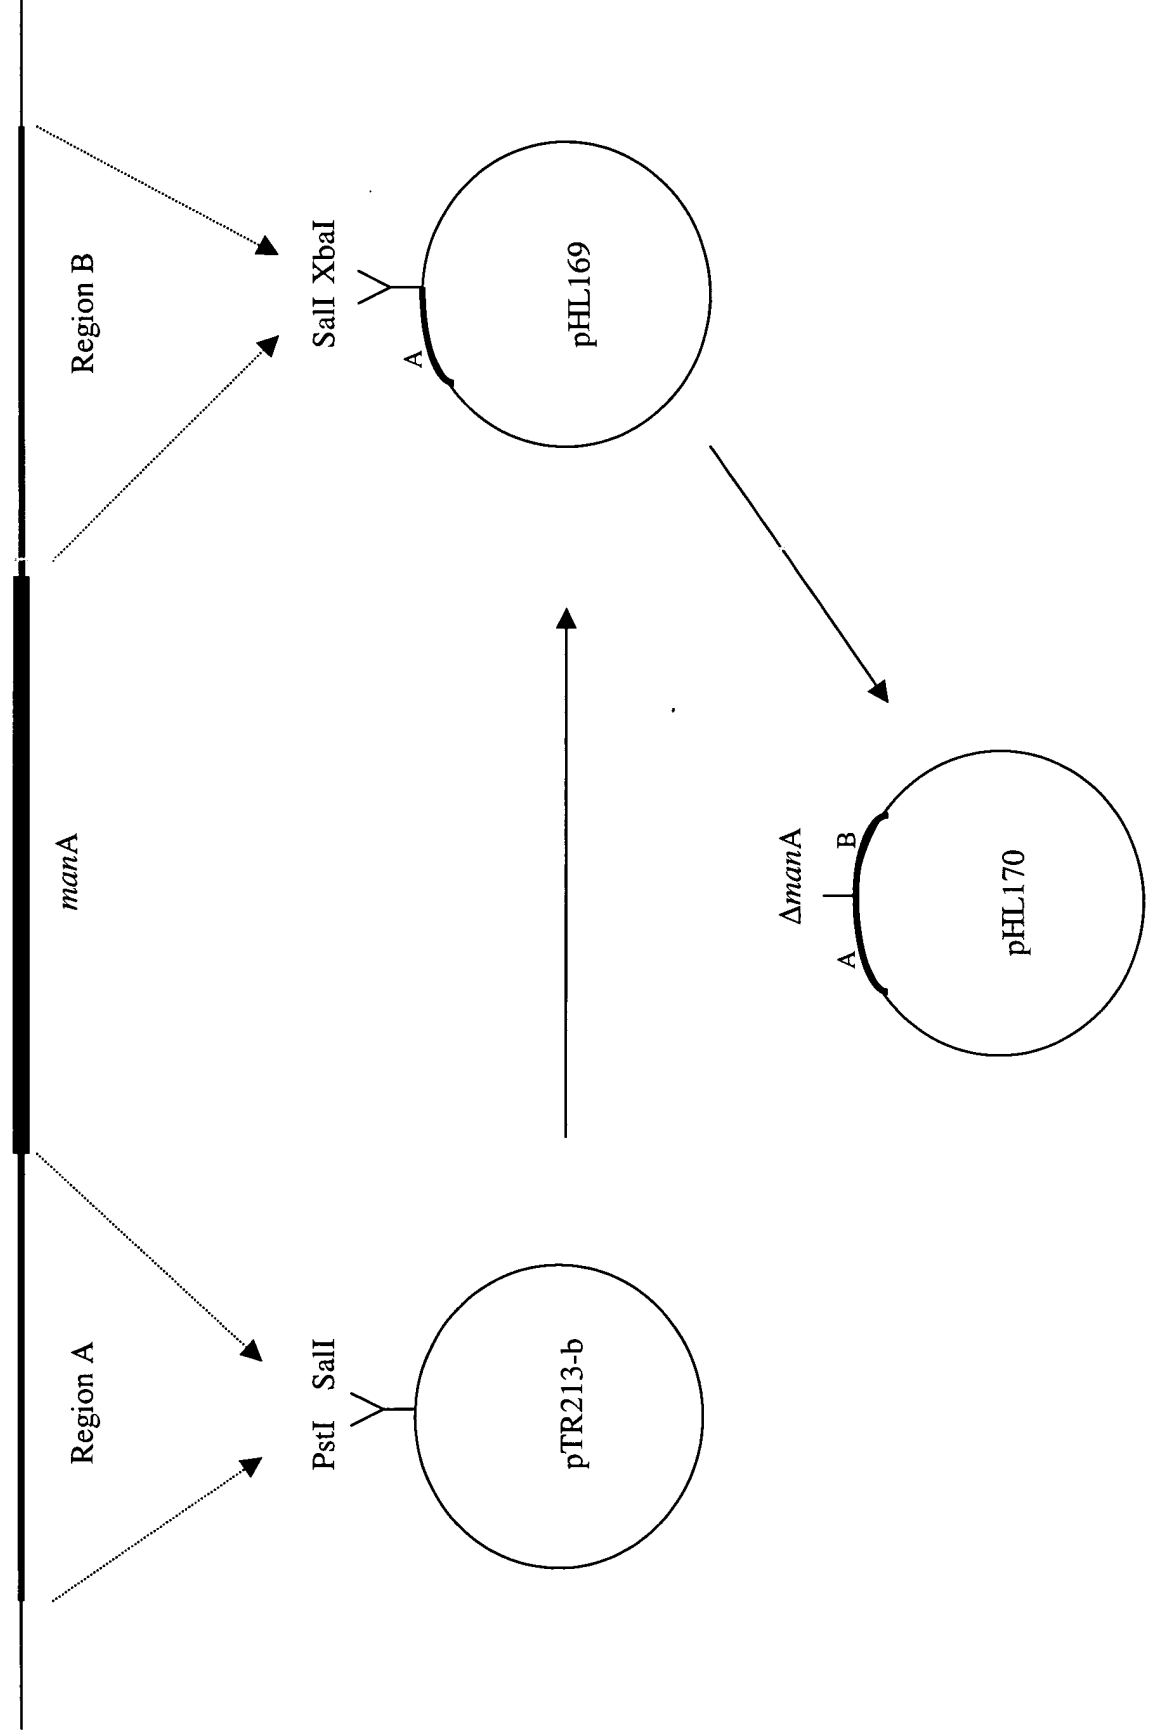 Region A
manA
Region B
PstI SalI
SalI XbaI
A
pTR213-b
pHL169
ΔmanA
A
B
pHL170